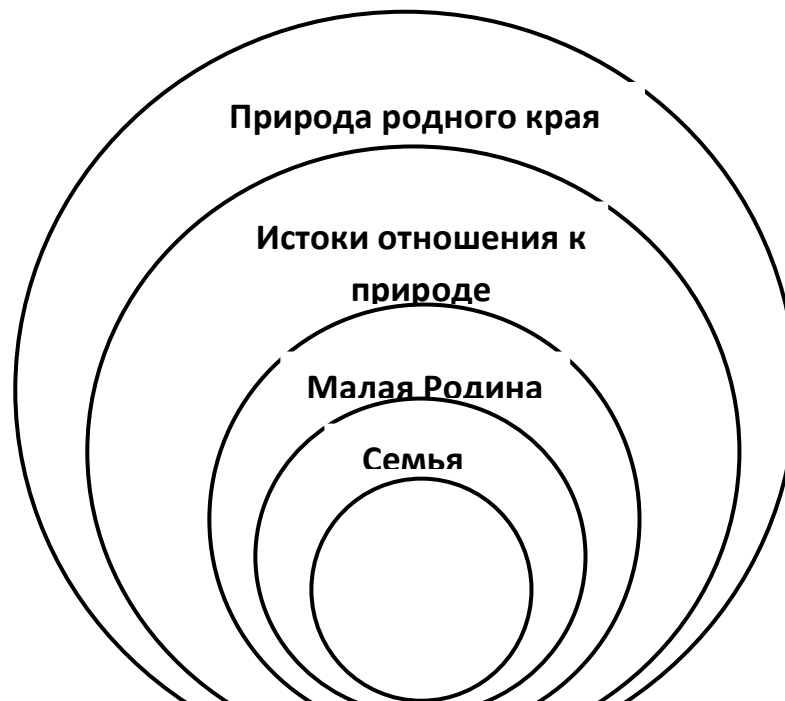 Природа родного края
Истоки отношения к
природе
Малая Родина
Семья